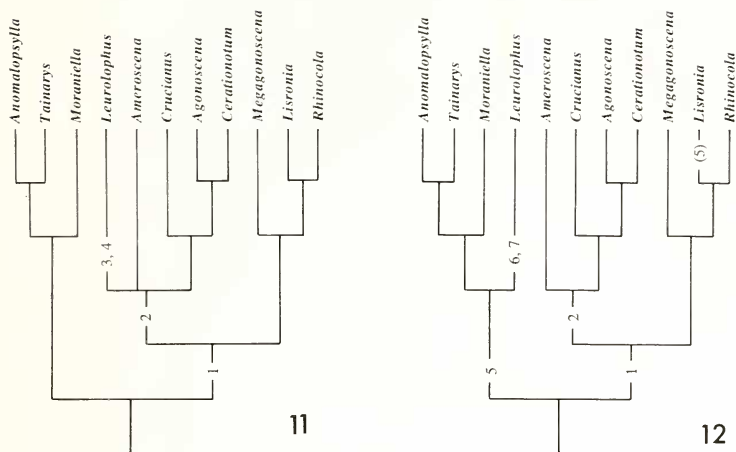 Anomalopsylla
Tainarys
Moraniella
Leurolophus
Ameroscena
Crucianus
Agonoscena
Cerationotum
Megagonoscena
Lisronia
Rhinocola
3, 4
2
1
11
Anomalopsylla
Tainarys
Moraniella
Leurolophus
Ameroscena
Crucianus
Agonoscena
Cerationotum
Megagonoscena
Lisronia
Rhinocola
(5)
6, 7
2
5
1
12